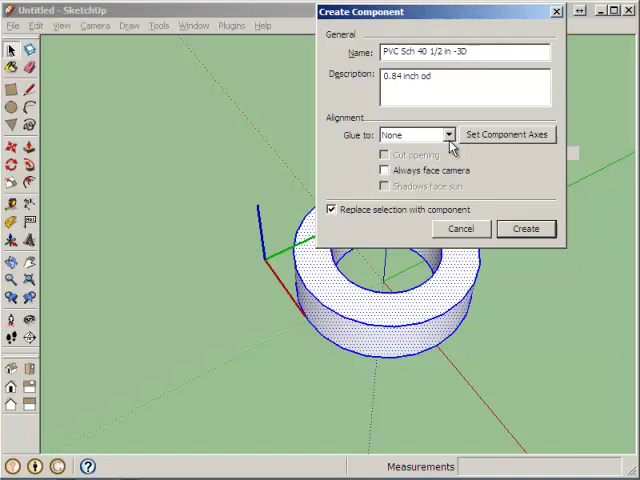 Untitled - SketchUp
File Edit View Camera Draw Tools Window Plugins Help
Create Component
General
Name: PVC Sch 40 1/2 in -3D
Description: 0.84 inch od
Alignment
Glue to: None Set Component Axes
Cut opening
Always face camera
Shadows face sun
Replace selection with component
Cancel Create
Measurements